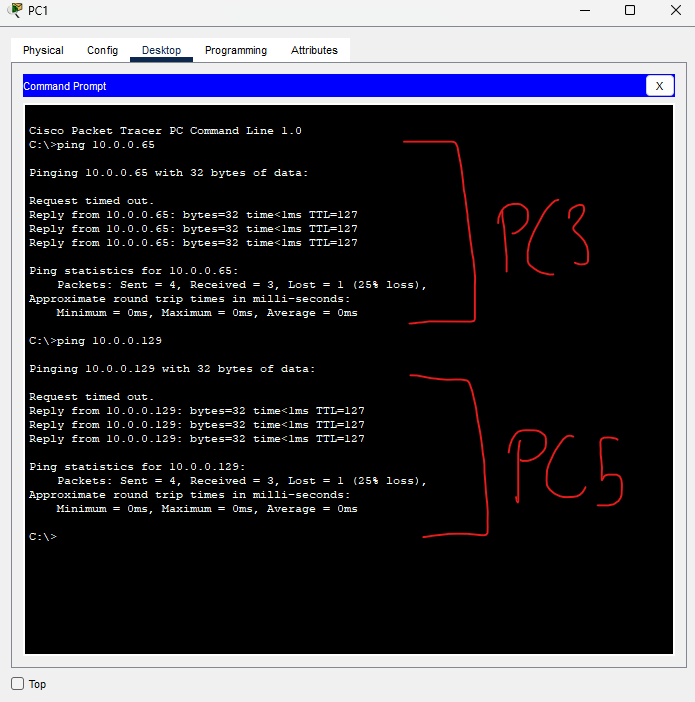 PC1
Physical Config Desktop Programming Attributes
Command Prompt
X
Cisco Packet Tracer PC Command Line 1.0
C:\>ping 10.0.0.65
Pinging 10.0.0.65 with 32 bytes of data:
Request timed out.
Reply from 10.0.0.65: bytes=32 time<1ms TTL=127
Reply from 10.0.0.65: bytes=32 time<1ms TTL=127
Reply from 10.0.0.65: bytes=32 time<1ms TTL=127
Ping statistics for 10.0.0.65:
Packets: Sent = 4, Received = 3, Lost = 1 (25% loss),
Approximate round trip times in milli-seconds:
Minimum = 0ms, Maximum = 0ms, Average = 0ms
PC3
C:\>ping 10.0.0.129
Pinging 10.0.0.129 with 32 bytes of data:
Request timed out.
Reply from 10.0.0.129: bytes=32 time<1ms TTL=127
Reply from 10.0.0.129: bytes=32 time<1ms TTL=127
Reply from 10.0.0.129: bytes=32 time<1ms TTL=127
Ping statistics for 10.0.0.129:
Packets: Sent = 4, Received = 3, Lost = 1 (25% loss),
Approximate round trip times in milli-seconds:
Minimum = 0ms, Maximum = 0ms, Average = 0ms
PC5
C:\>
Top